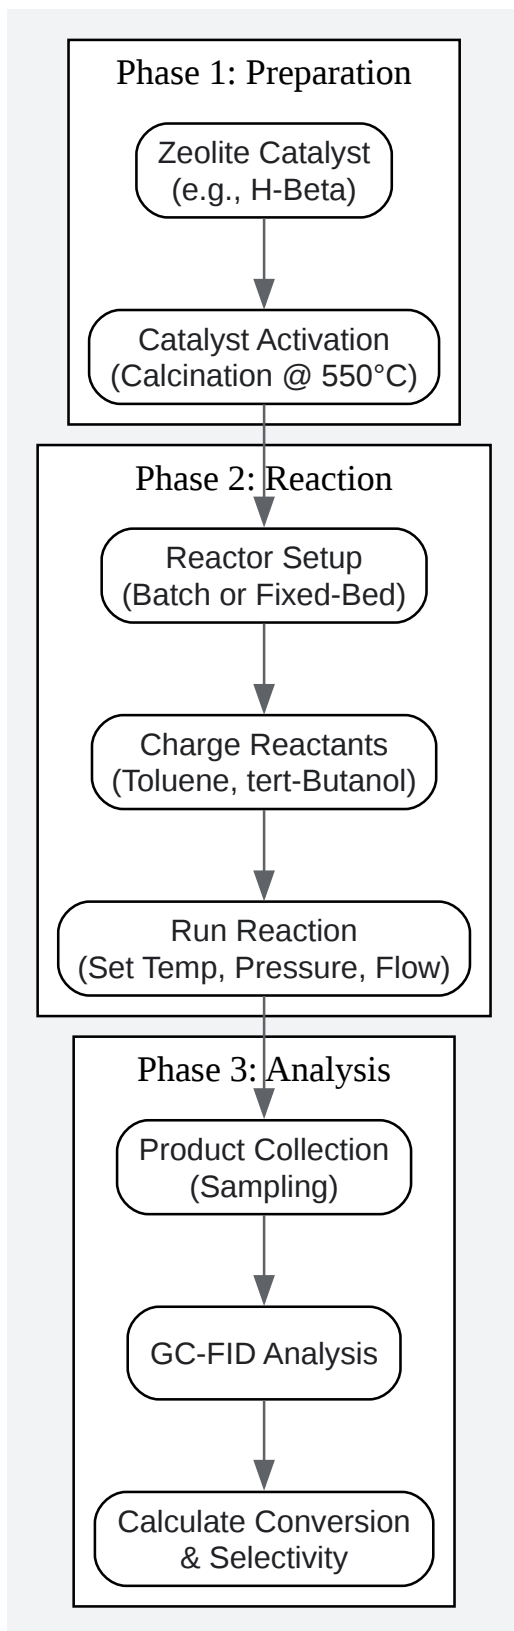 Phase 1: Preparation
Zeolite Catalyst
(e.g., H-Beta)
Catalyst Activation
(Calcination @ 550°C)
Phase 2: Reaction
Reactor Setup
(Batch or Fixed-Bed)
Charge Reactants
(Toluene, tert-Butanol)
Run Reaction
(Set Temp, Pressure, Flow)
Phase 3: Analysis
Product Collection
(Sampling)
GC-FID Analysis
Calculate Conversion
& Selectivity